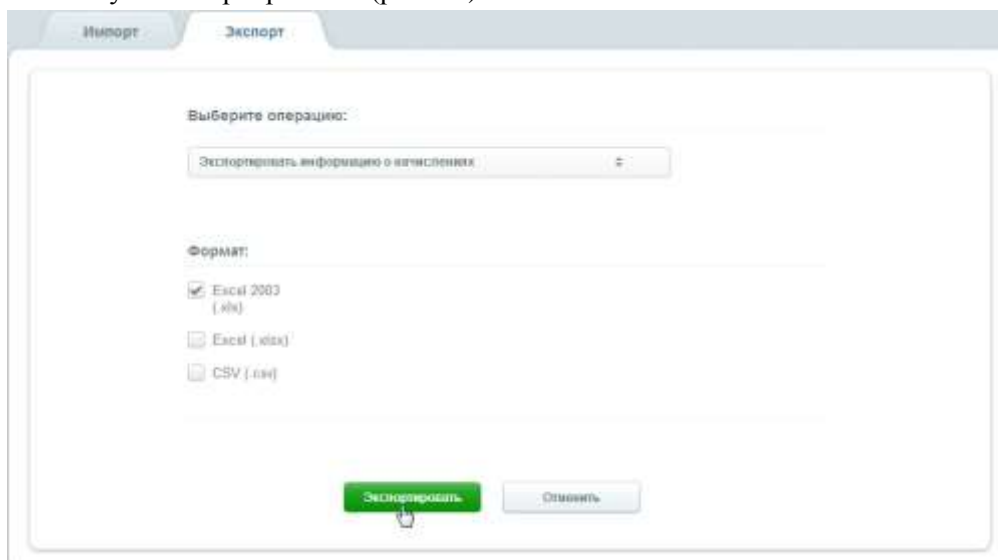 Импорт
Экспорт
Выберите операцию:
Экспортировать информацию о начислениях
Формат:
Excel 2003
(.xls)
Excel (.xlsx)
CSV (.csv)
Экспортировать
Отменить